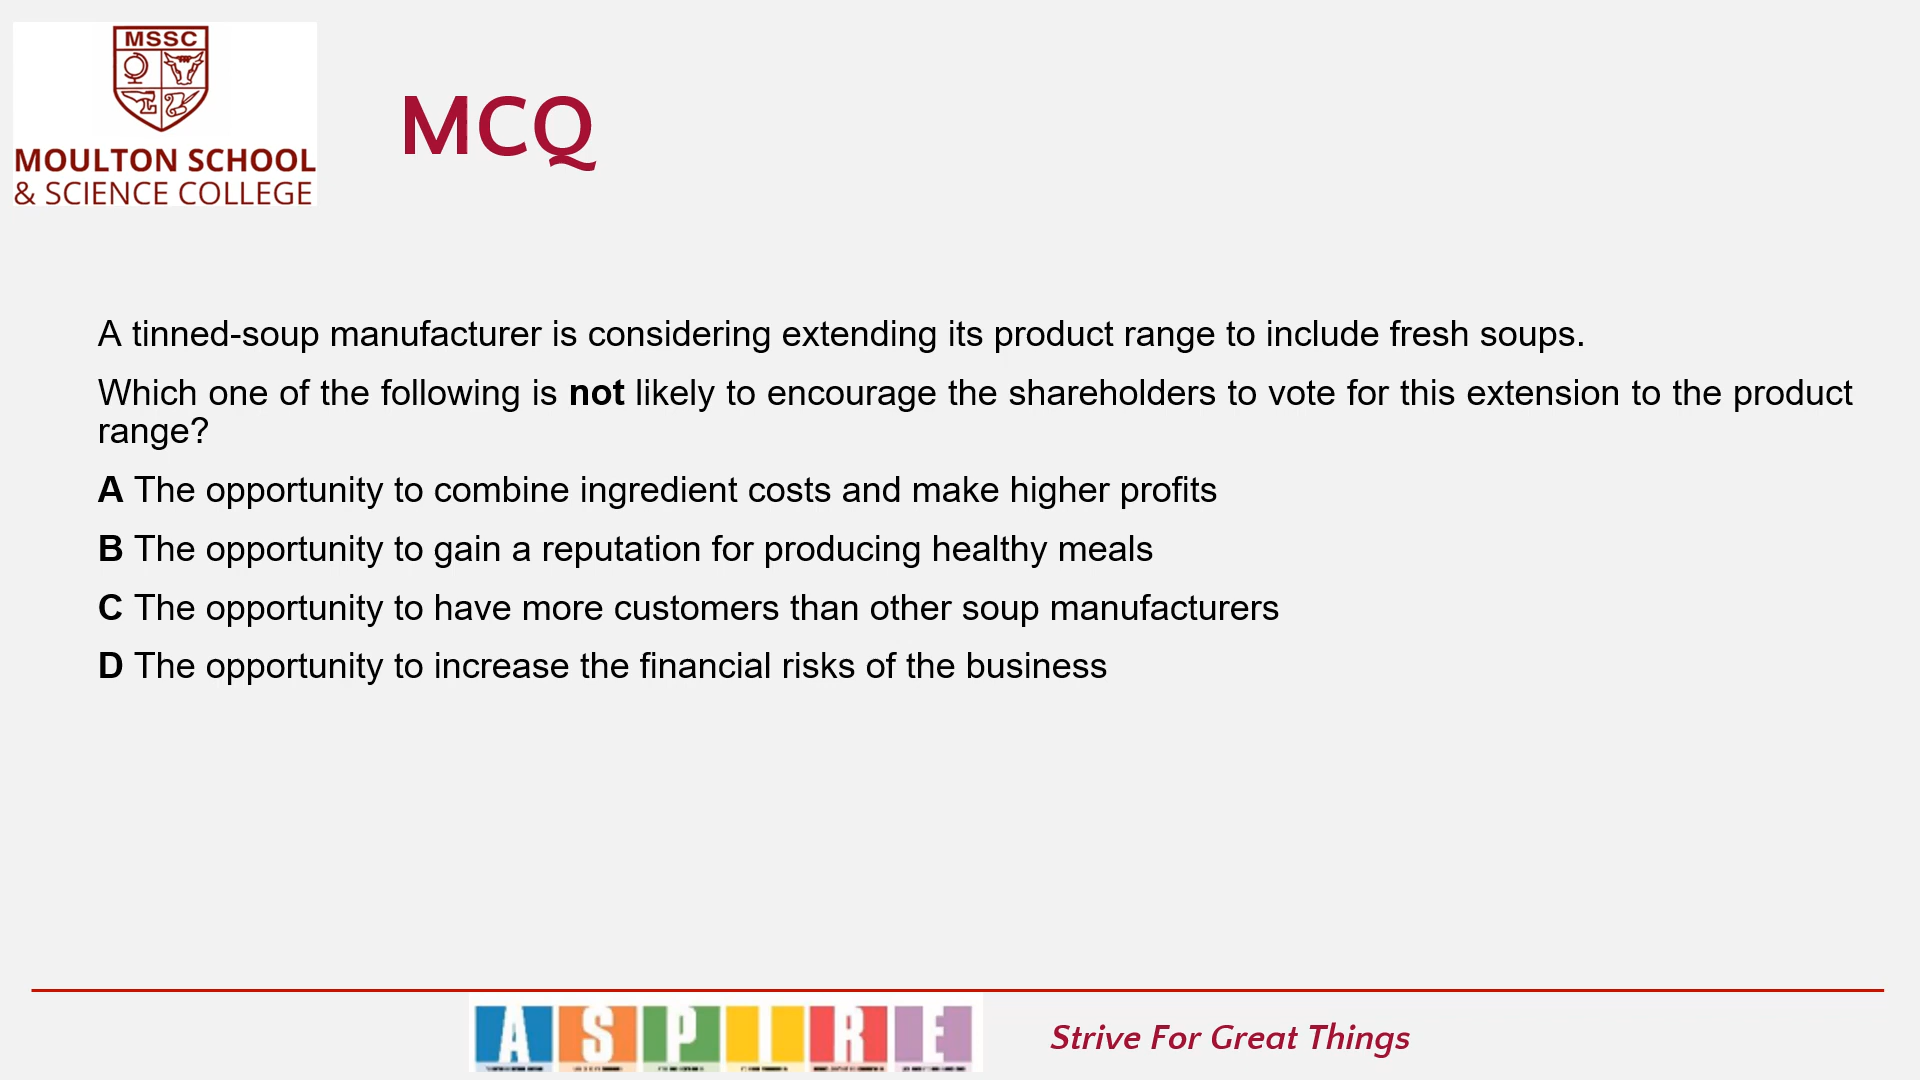 MSSC
MOULTON SCHOOL
& SCIENCE COLLEGE
MCQ
A tinned-soup manufacturer is considering extending its product range to include fresh soups.
Which one of the following is not likely to encourage the shareholders to vote for this extension to the product
range?
A The opportunity to combine ingredient costs and make higher profits
B The opportunity to gain a reputation for producing healthy meals
C The opportunity to have more customers than other soup manufacturers
D The opportunity to increase the financial risks of the business
ASPIRE
Strive For Great Things